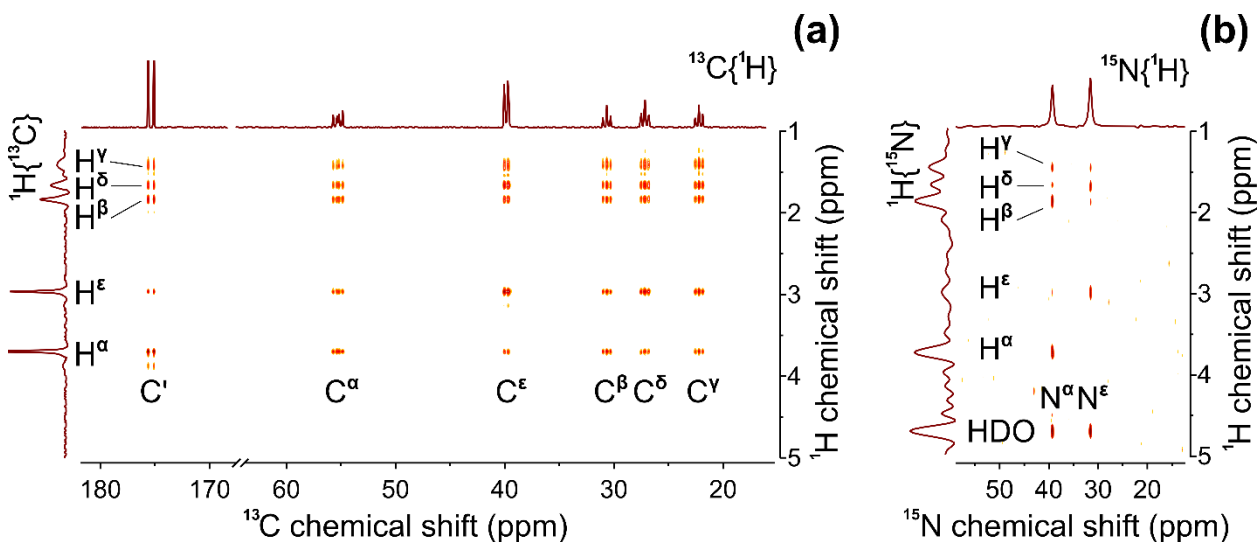 (a)
¹³C{¹H}
¹H{¹³C}
Hᵞ
Hᵟ
Hᵝ
Hᵋ
Hᵅ
C'
Cᵅ
Cᵋ
Cᵝ
Cᵟ
Cᵞ
1
2
3
4
5
¹H chemical shift (ppm)
180
170
60
50
40
30
20
¹³C chemical shift (ppm)
(b)
¹⁵N{¹H}
¹H{¹⁵N}
Hᵞ
Hᵟ
Hᵝ
Hᵋ
Hᵅ
Nᵅ
Nᵋ
HDO
1
2
3
4
5
¹H chemical shift (ppm)
50
40
30
20
¹⁵N chemical shift (ppm)